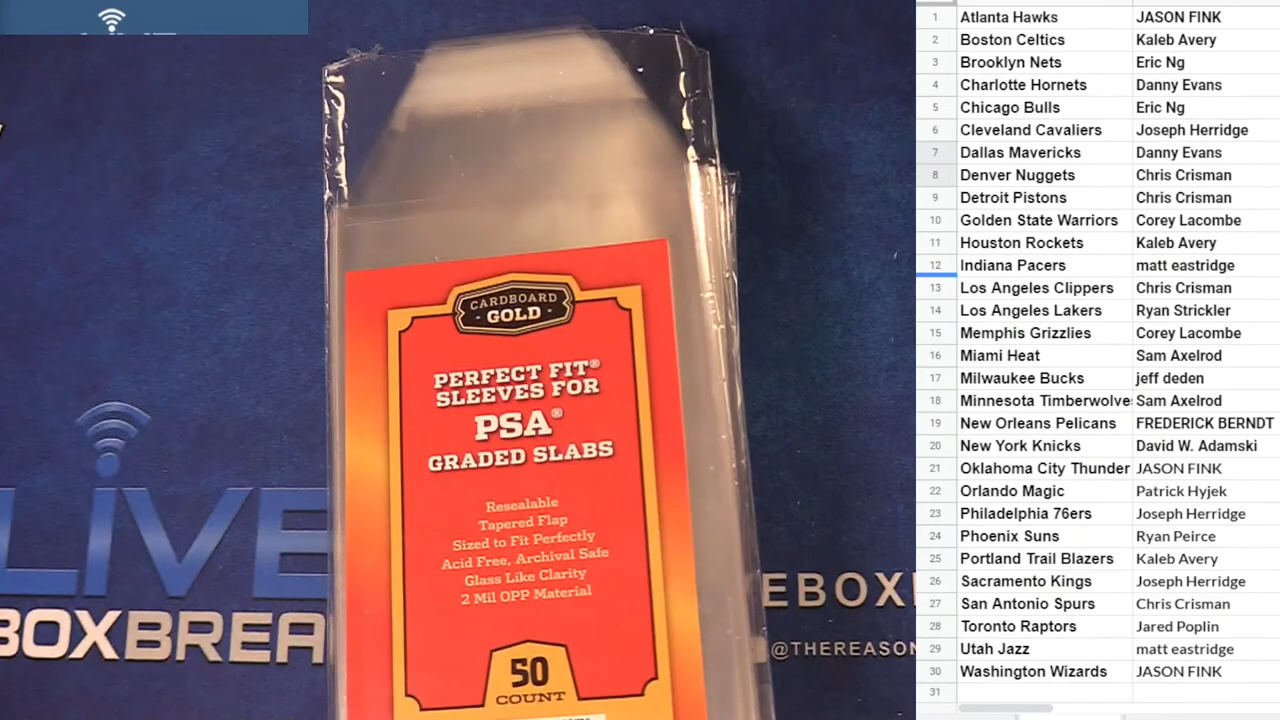 CARDBOARD
GOLD
PERFECT FIT®
SLEEVES FOR
PSA®
GRADED SLABS
Resealable
Tapered Flap
Sized to Fit Perfectly
Acid Free, Archival Safe
Glass Like Clarity
2 Mil OPP Material
50
COUNT
LIVE
BOXBREA
EBOX
@THEREASON
1 Atlanta Hawks JASON FINK
2 Boston Celtics Kaleb Avery
3 Brooklyn Nets Eric Ng
4 Charlotte Hornets Danny Evans
5 Chicago Bulls Eric Ng
6 Cleveland Cavaliers Joseph Herridge
7 Dallas Mavericks Danny Evans
8 Denver Nuggets Chris Crisman
9 Detroit Pistons Chris Crisman
10 Golden State Warriors Corey Lacombe
11 Houston Rockets Kaleb Avery
12 Indiana Pacers matt eastridge
13 Los Angeles Clippers Chris Crisman
14 Los Angeles Lakers Ryan Strickler
15 Memphis Grizzlies Corey Lacombe
16 Miami Heat Sam Axelrod
17 Milwaukee Bucks jeff deden
18 Minnesota Timberwolve Sam Axelrod
19 New Orleans Pelicans FREDERICK BERNDT
20 New York Knicks David W. Adamski
21 Oklahoma City Thunder JASON FINK
22 Orlando Magic Patrick Hyjek
23 Philadelphia 76ers Joseph Herridge
24 Phoenix Suns Ryan Peirce
25 Portland Trail Blazers Kaleb Avery
26 Sacramento Kings Joseph Herridge
27 San Antonio Spurs Chris Crisman
28 Toronto Raptors Jared Poplin
29 Utah Jazz matt eastridge
30 Washington Wizards JASON FINK
31